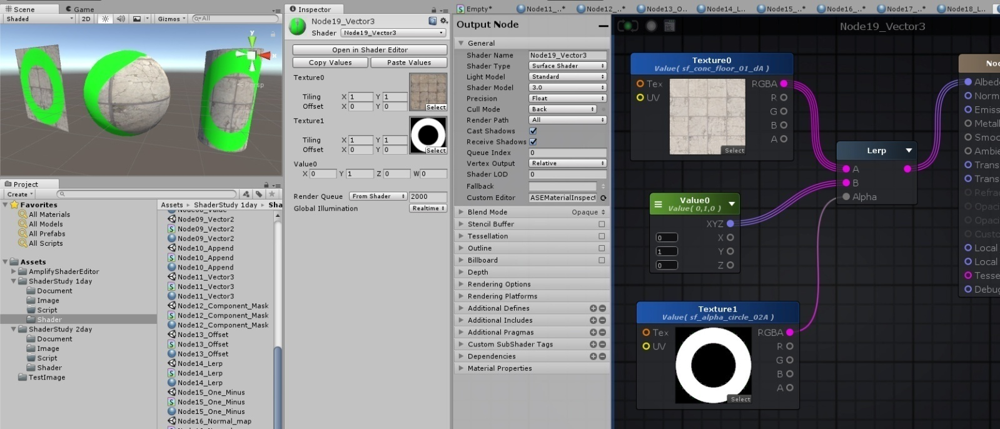 Scene
Game
Shaded
2D
Gizmos
All
y
x
Persp
Project
Create
Favorites
All Materials
All Models
All Prefabs
All Scripts
Assets
AmplifyShaderEditor
ShaderStudy 1day
Document
Image
Script
Shader
ShaderStudy 2day
Document
Image
Script
Shader
TestImage
Assets ▸ ShaderStudy 1day ▸ Sha
Node09_Vector2
Node09_Vector2
Node09_Vector2
Node10_Append
Node10_Append
Node10_Append
Node11_Vector3
Node11_Vector3
Node11_Vector3
Node12_Component_Mask
Node12_Component_Mask
Node12_Component_Mask
Node13_Offset
Node13_Offset
Node13_Offset
Node14_Lerp
Node14_Lerp
Node14_Lerp
Node15_One_Minus
Node15_One_Minus
Node15_One_Minus
Node16_Normal_map
Inspector
Node19_Vector3
Shader Node19_Vector3
Open in Shader Editor
Copy Values
Paste Values
Texture0
Tiling X 1 Y 1
Offset X 0 Y 0
Select
Texture1
Tiling X 1 Y 1
Offset X 0 Y 0
Select
Value0
X 0 Y 1 Z 0 W 0
Render Queue From Shader 2000
Global Illumination Realtime
Empty*
Node11_..*
Node12_..*
Node13_O..
Node14_L..
Node15_..*
Node16_..*
Node17_..*
Node18_L..
Output Node
General
Shader Name Node19_Vector3
Shader Type Surface Shader
Light Model Standard
Shader Model 3.0
Precision Float
Cull Mode Back
Render Path All
Cast Shadows
Receive Shadows
Queue Index 0
Vertex Output Relative
Shader LOD 0
Fallback
Custom Editor ASEMaterialInspect
Blend Mode Opaque
Stencil Buffer
Tessellation
Outline
Billboard
Depth
Rendering Options
Rendering Platforms
Additional Defines
Additional Includes
Additional Pragmas
Custom SubShader Tags
Dependencies
Material Properties
Node19_Vector3
Texture0
Value( sf_conc_floor_01_dA )
Tex
UV
RGBA
R
G
B
A
Select
Value0
Value( 0,1,0 )
XYZ
0 X
1 Y
0 Z
Texture1
Value( sf_alpha_circle_02A )
Tex
UV
RGBA
R
G
B
A
Select
Lerp
A
B
Alpha
Noc
Albed
Norm
Emiss
Metall
Smoo
Ambie
Trans
Trans
Refra
Opaci
Opaci
Custo
Local
Local
Tesse
Debug